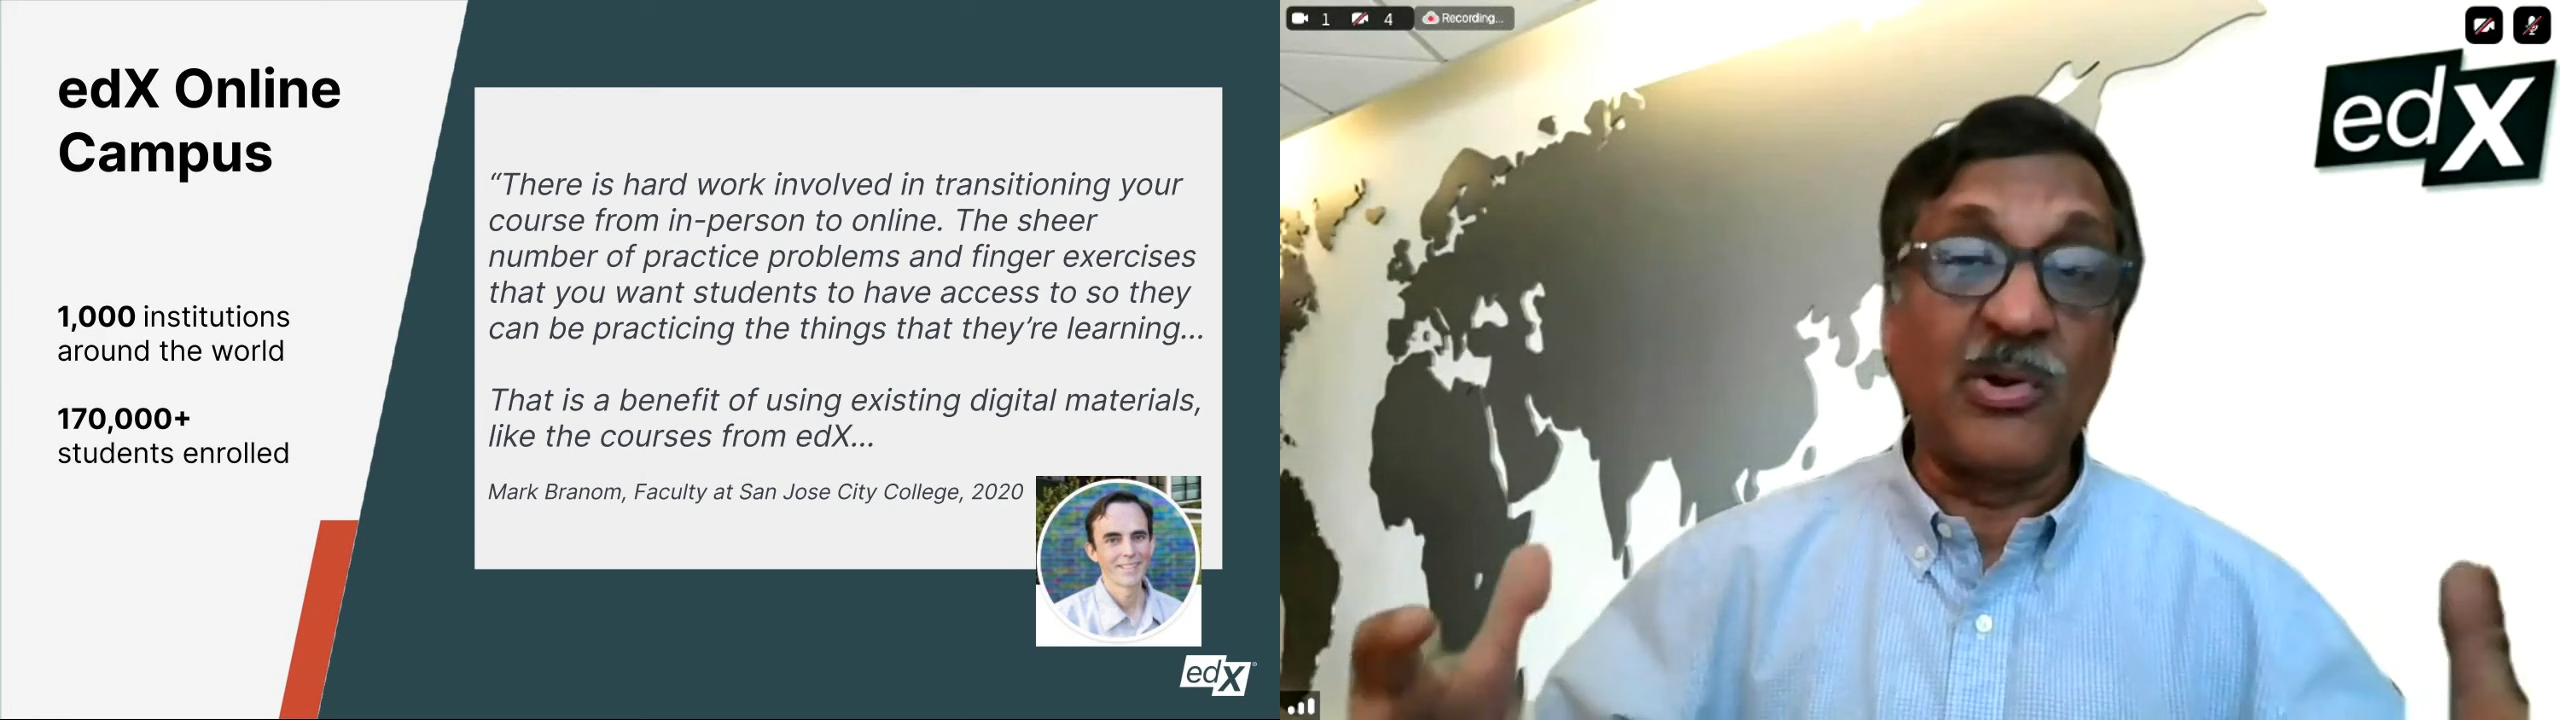 edX Online
Campus
1,000 institutions
around the world
170,000+
students enrolled
“There is hard work involved in transitioning your
course from in-person to online. The sheer
number of practice problems and finger exercises
that you want students to have access to so they
can be practicing the things that they’re learning...
That is a benefit of using existing digital materials,
like the courses from edX...
Mark Branom, Faculty at San Jose City College, 2020
edX
1 4 Recording...
edX